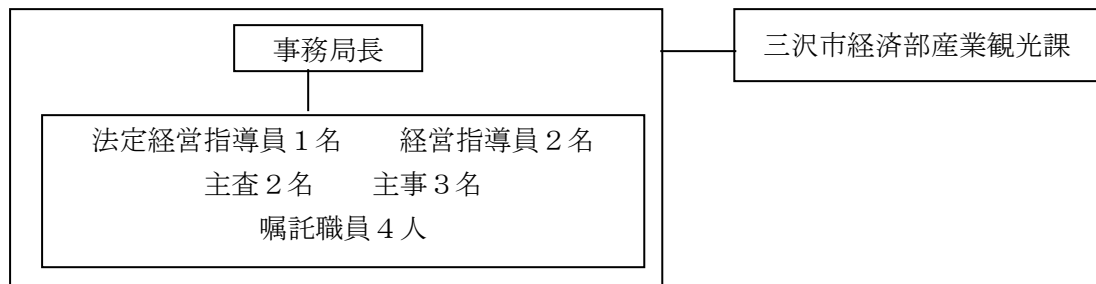 事務局長
三沢市経済部産業観光課
法定経営指導員１名　　経営指導員２名
主査２名　　主事３名
嘱託職員４人